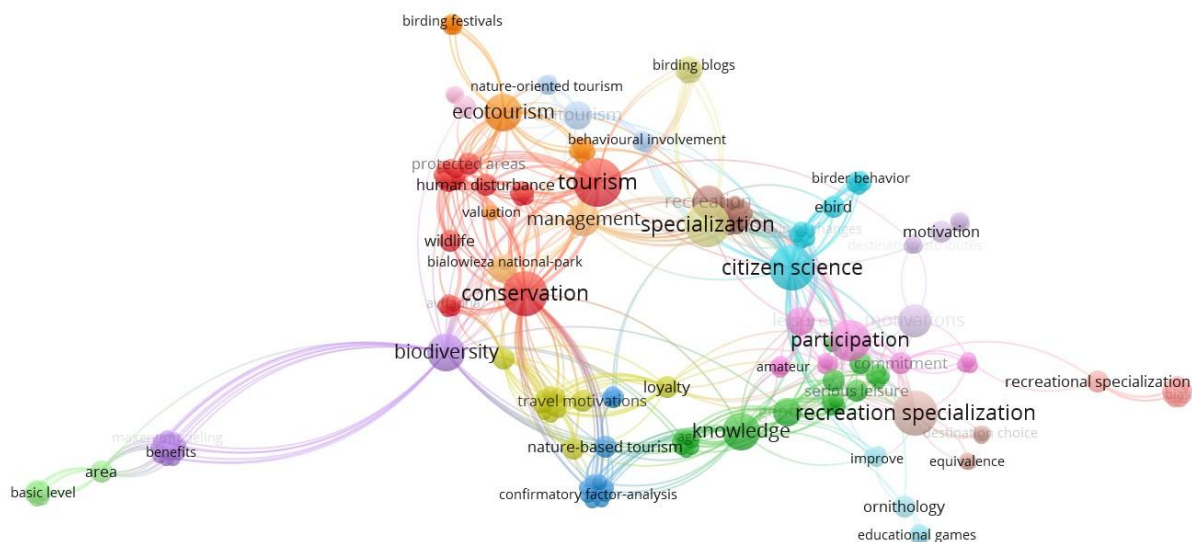 birding festivals
birding blogs
nature-oriented tourism
ecotourism
behavioural involvement
protected areas
human disturbance
tourism
birder behavior
valuation
management
recreation
specialization
ebird
motivation
wildlife
destination attributes
bialowieza national-park
citizen science
conservation
motivations
biodiversity
participation
amateur
commitment
loyalty
recreational specialization
travel motivations
serious leisure
recreation specialization
knowledge
destination choice
benefits
nature-based tourism
improve
equivalence
area
basic level
confirmatory factor-analysis
ornithology
educational games